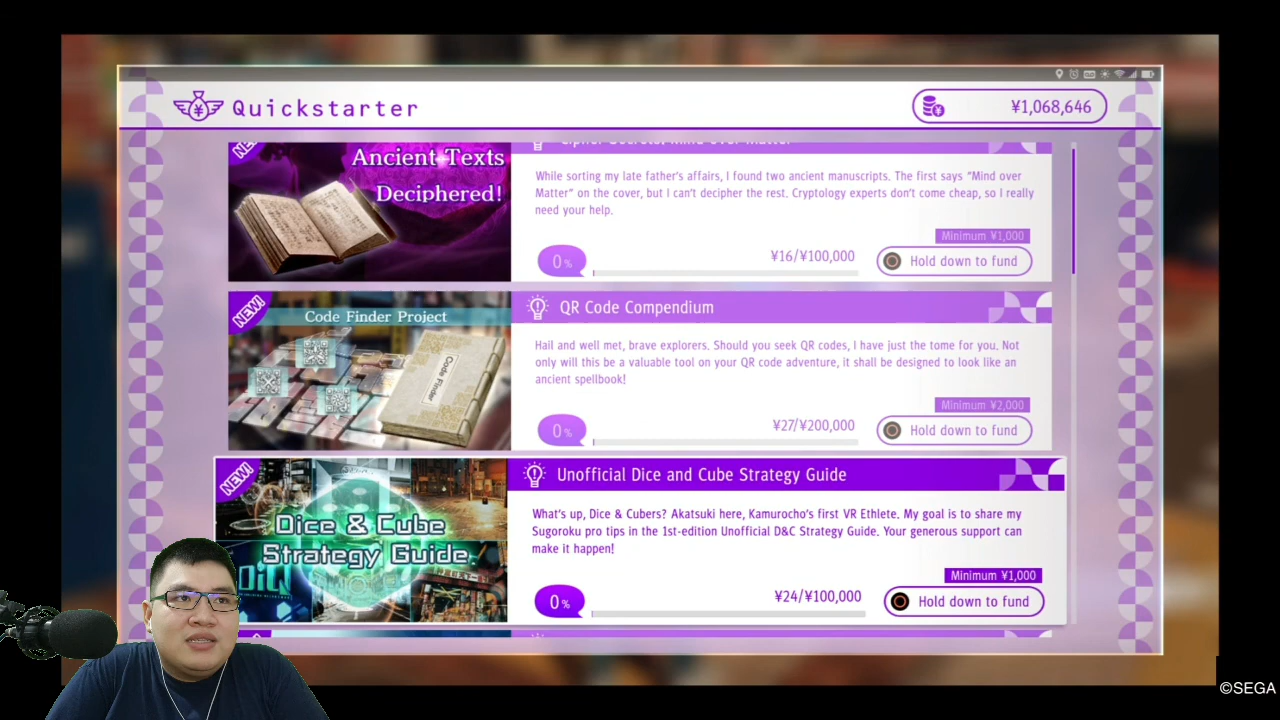 Quickstarter
¥1,068,646
NEW!
Ancient Texts
Deciphered!
Cipher Secrets: Mind over Matter
While sorting my late father's affairs, I found two ancient manuscripts. The first says "Mind over
Matter" on the cover, but I can't decipher the rest. Cryptology experts don't come cheap, so I really
need your help.
Minimum ¥1,000
0%
¥16/¥100,000
Hold down to fund
NEW!
Code Finder Project
Code Finder
QR Code Compendium
Hail and well met, brave explorers. Should you seek QR codes, I have just the tome for you. Not
only will this be a valuable tool on your QR code adventure, it shall be designed to look like an
ancient spellbook!
Minimum ¥2,000
0%
¥27/¥200,000
Hold down to fund
NEW!
Dice & Cube
Strategy Guide
Unofficial Dice and Cube Strategy Guide
What's up, Dice & Cubers? Akatsuki here, Kamurocho's first VR Ethlete. My goal is to share my
Sugoroku pro tips in the 1st-edition Unofficial D&C Strategy Guide. Your generous support can
make it happen!
Minimum ¥1,000
0%
¥24/¥100,000
Hold down to fund
©SEGA